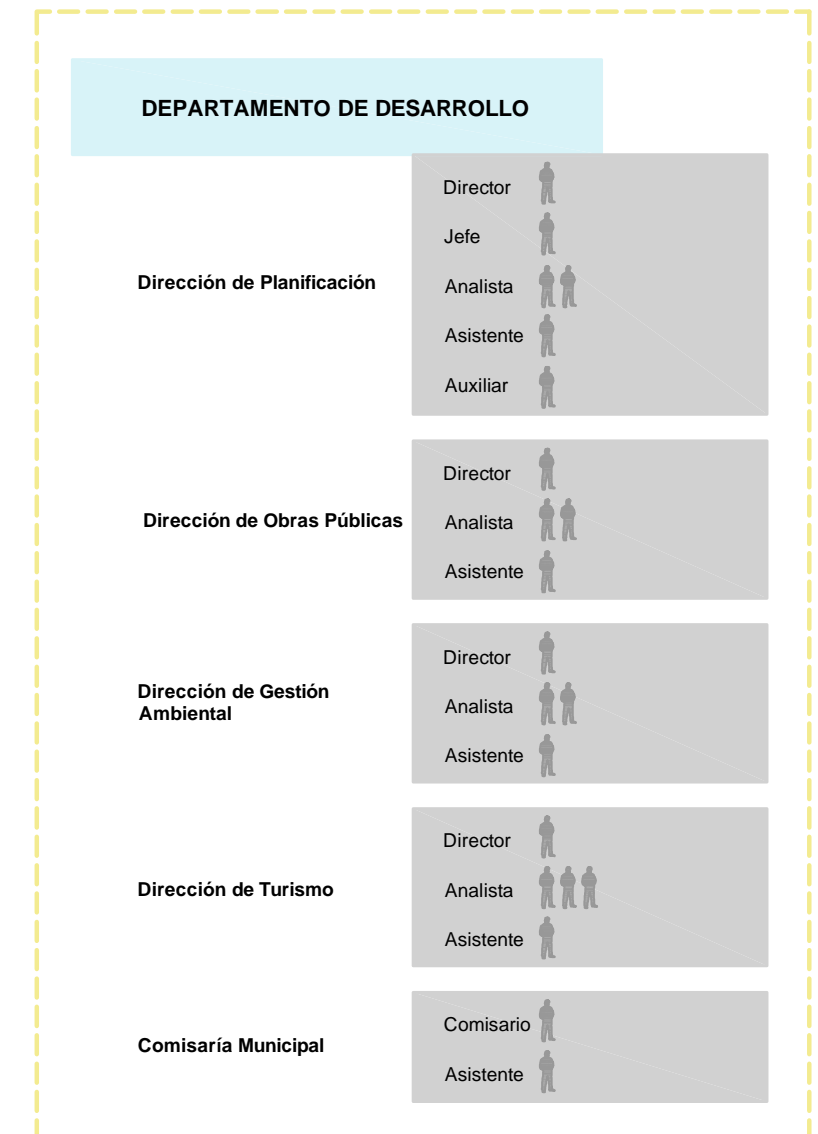 DEPARTAMENTO DE DESARROLLO
Dirección de Planificación
Director
Jefe
Analista
Asistente
Auxiliar
Dirección de Obras Públicas
Director
Analista
Asistente
Dirección de Gestión
Ambiental
Director
Analista
Asistente
Dirección de Turismo
Director
Analista
Asistente
Comisaría Municipal
Comisario
Asistente